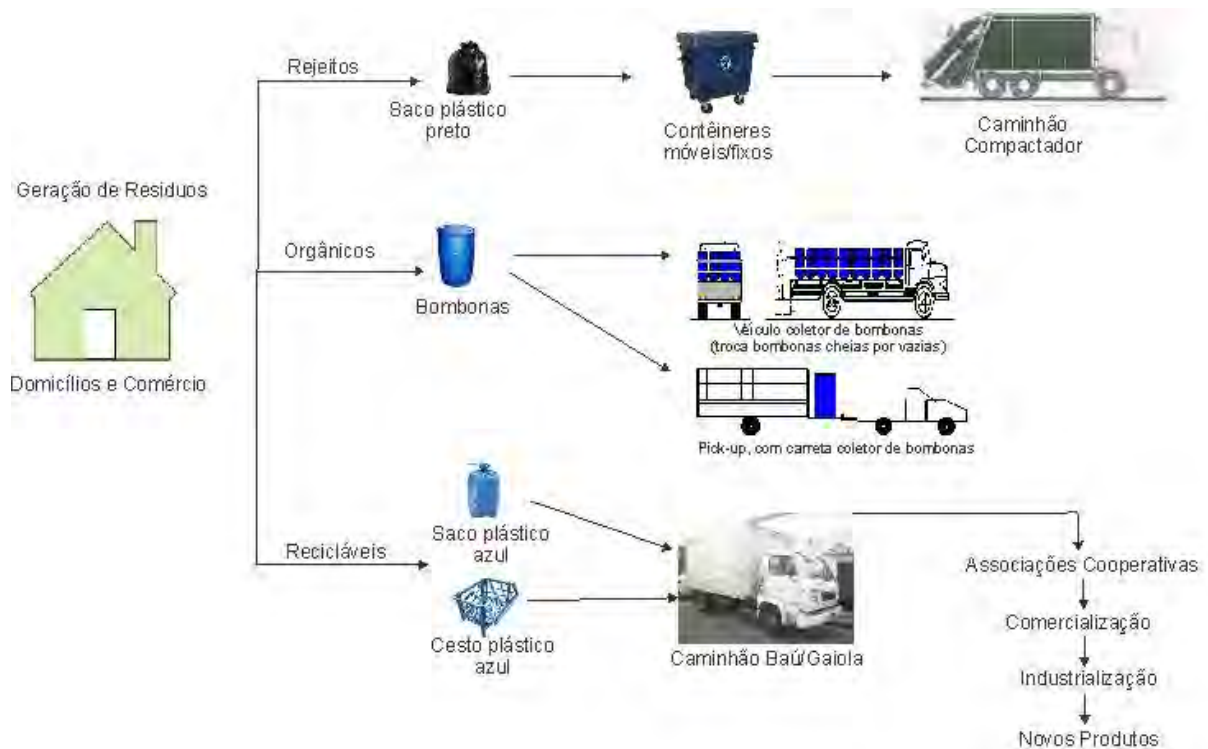 Rejeitos
Saco plástico
preto
Contêineres
móveis/fixos
Caminhão
Compactador
Geração de Residuos
Domicílios e Comércio
Orgânicos
Bombonas
Veículo coletor de bombonas
(troca bombonas cheias por vazias)
Pick-up, com carreta coletor de bombonas
Recicláveis
Saco plástico
azul
Cesto plástico
azul
Caminhão Baú/Gaiola
Associações Cooperativas
Comercialização
Industrialização
Novos Produtos